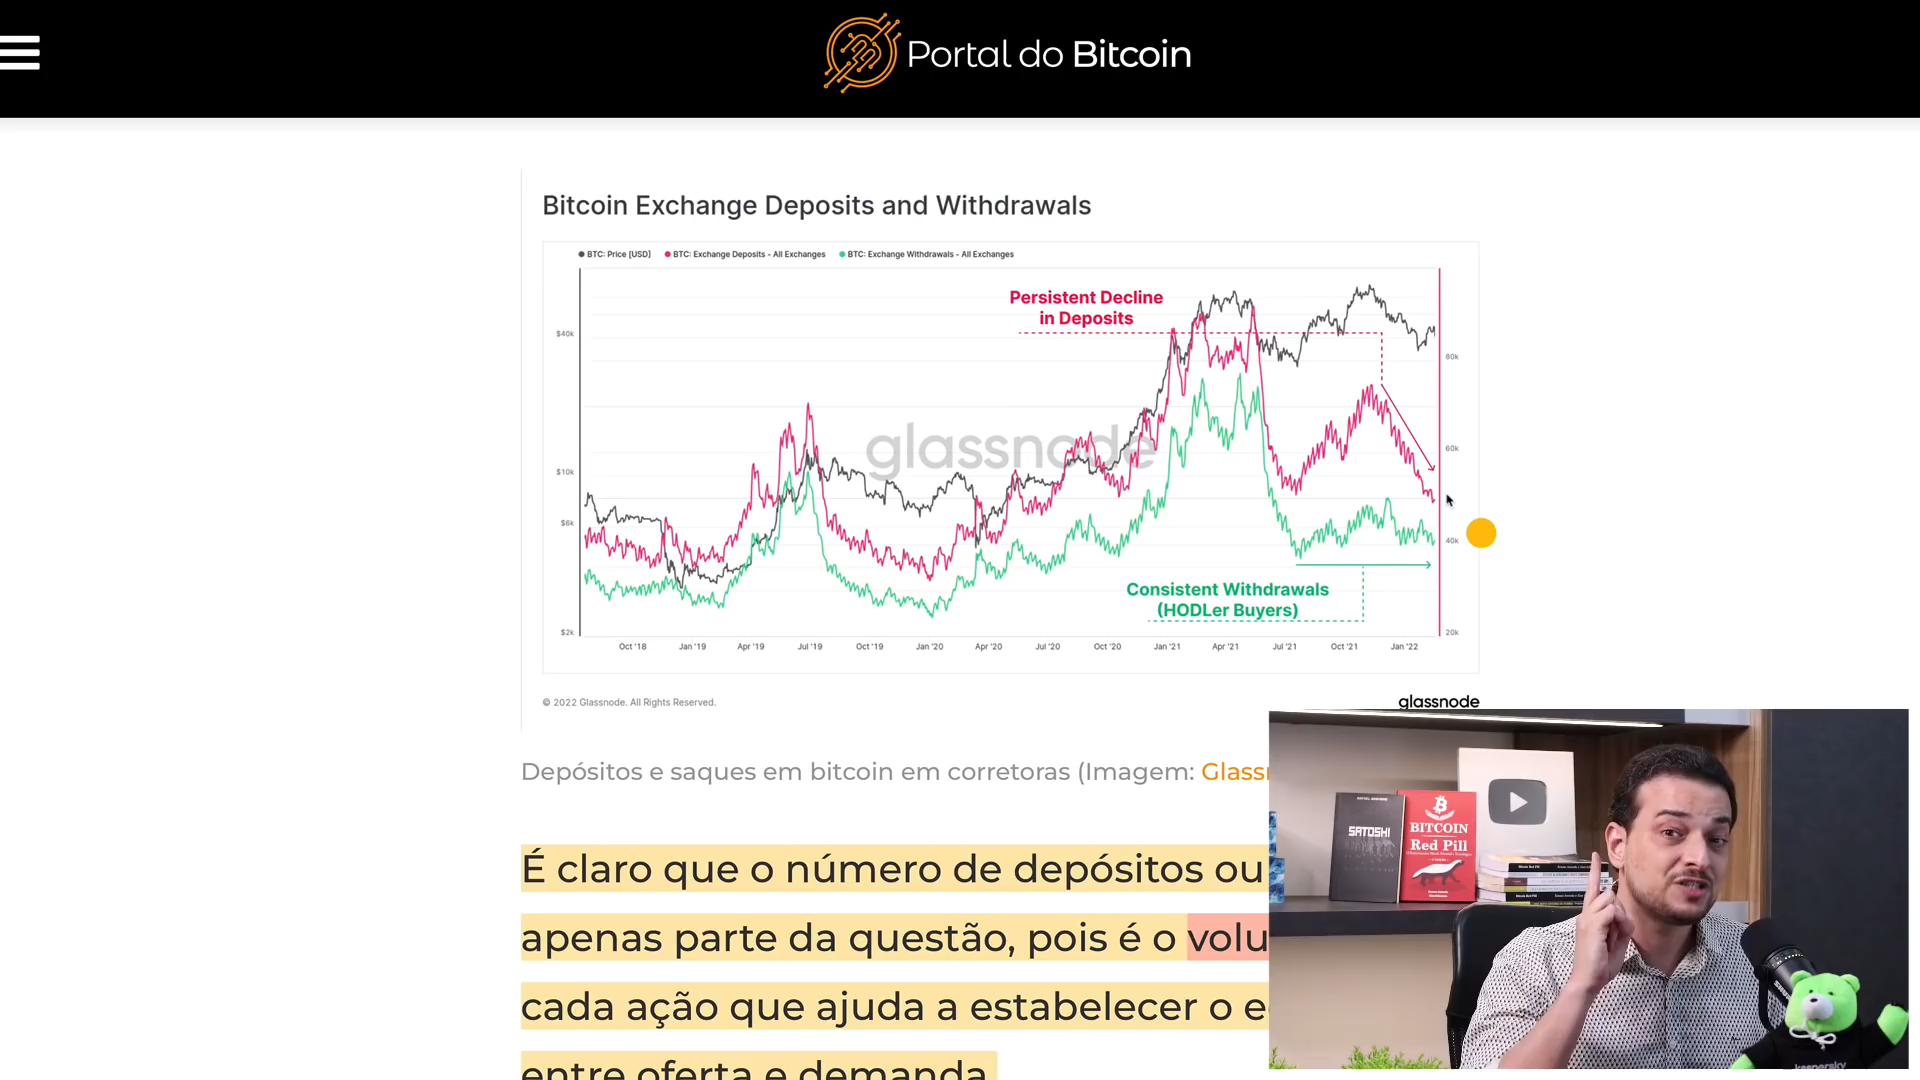 Portal do Bitcoin
Bitcoin Exchange Deposits and Withdrawals
BTC: Price [USD] BTC: Exchange Deposits - All Exchanges BTC: Exchange Withdrawals - All Exchanges
Persistent Decline
in Deposits
$40k
80k
glassnode
60k
$10k
$6k
40k
Consistent Withdrawals
(HODLer Buyers)
$2k
20k
Oct '18 Jan '19 Apr '19 Jul '19 Oct '19 Jan '20 Apr '20 Jul '20 Oct '20 Jan '21 Apr '21 Jul '21 Oct '21 Jan '22
© 2022 Glassnode. All Rights Reserved.
glassnode
Depósitos e saques em bitcoin em corretoras (Imagem: Glass
SATOSHI
BITCOIN
Red Pill
É claro que o número de depósitos ou
apenas parte da questão, pois é o volu
cada ação que ajuda a estabelecer o e
entre oferta e demanda
kaspersky